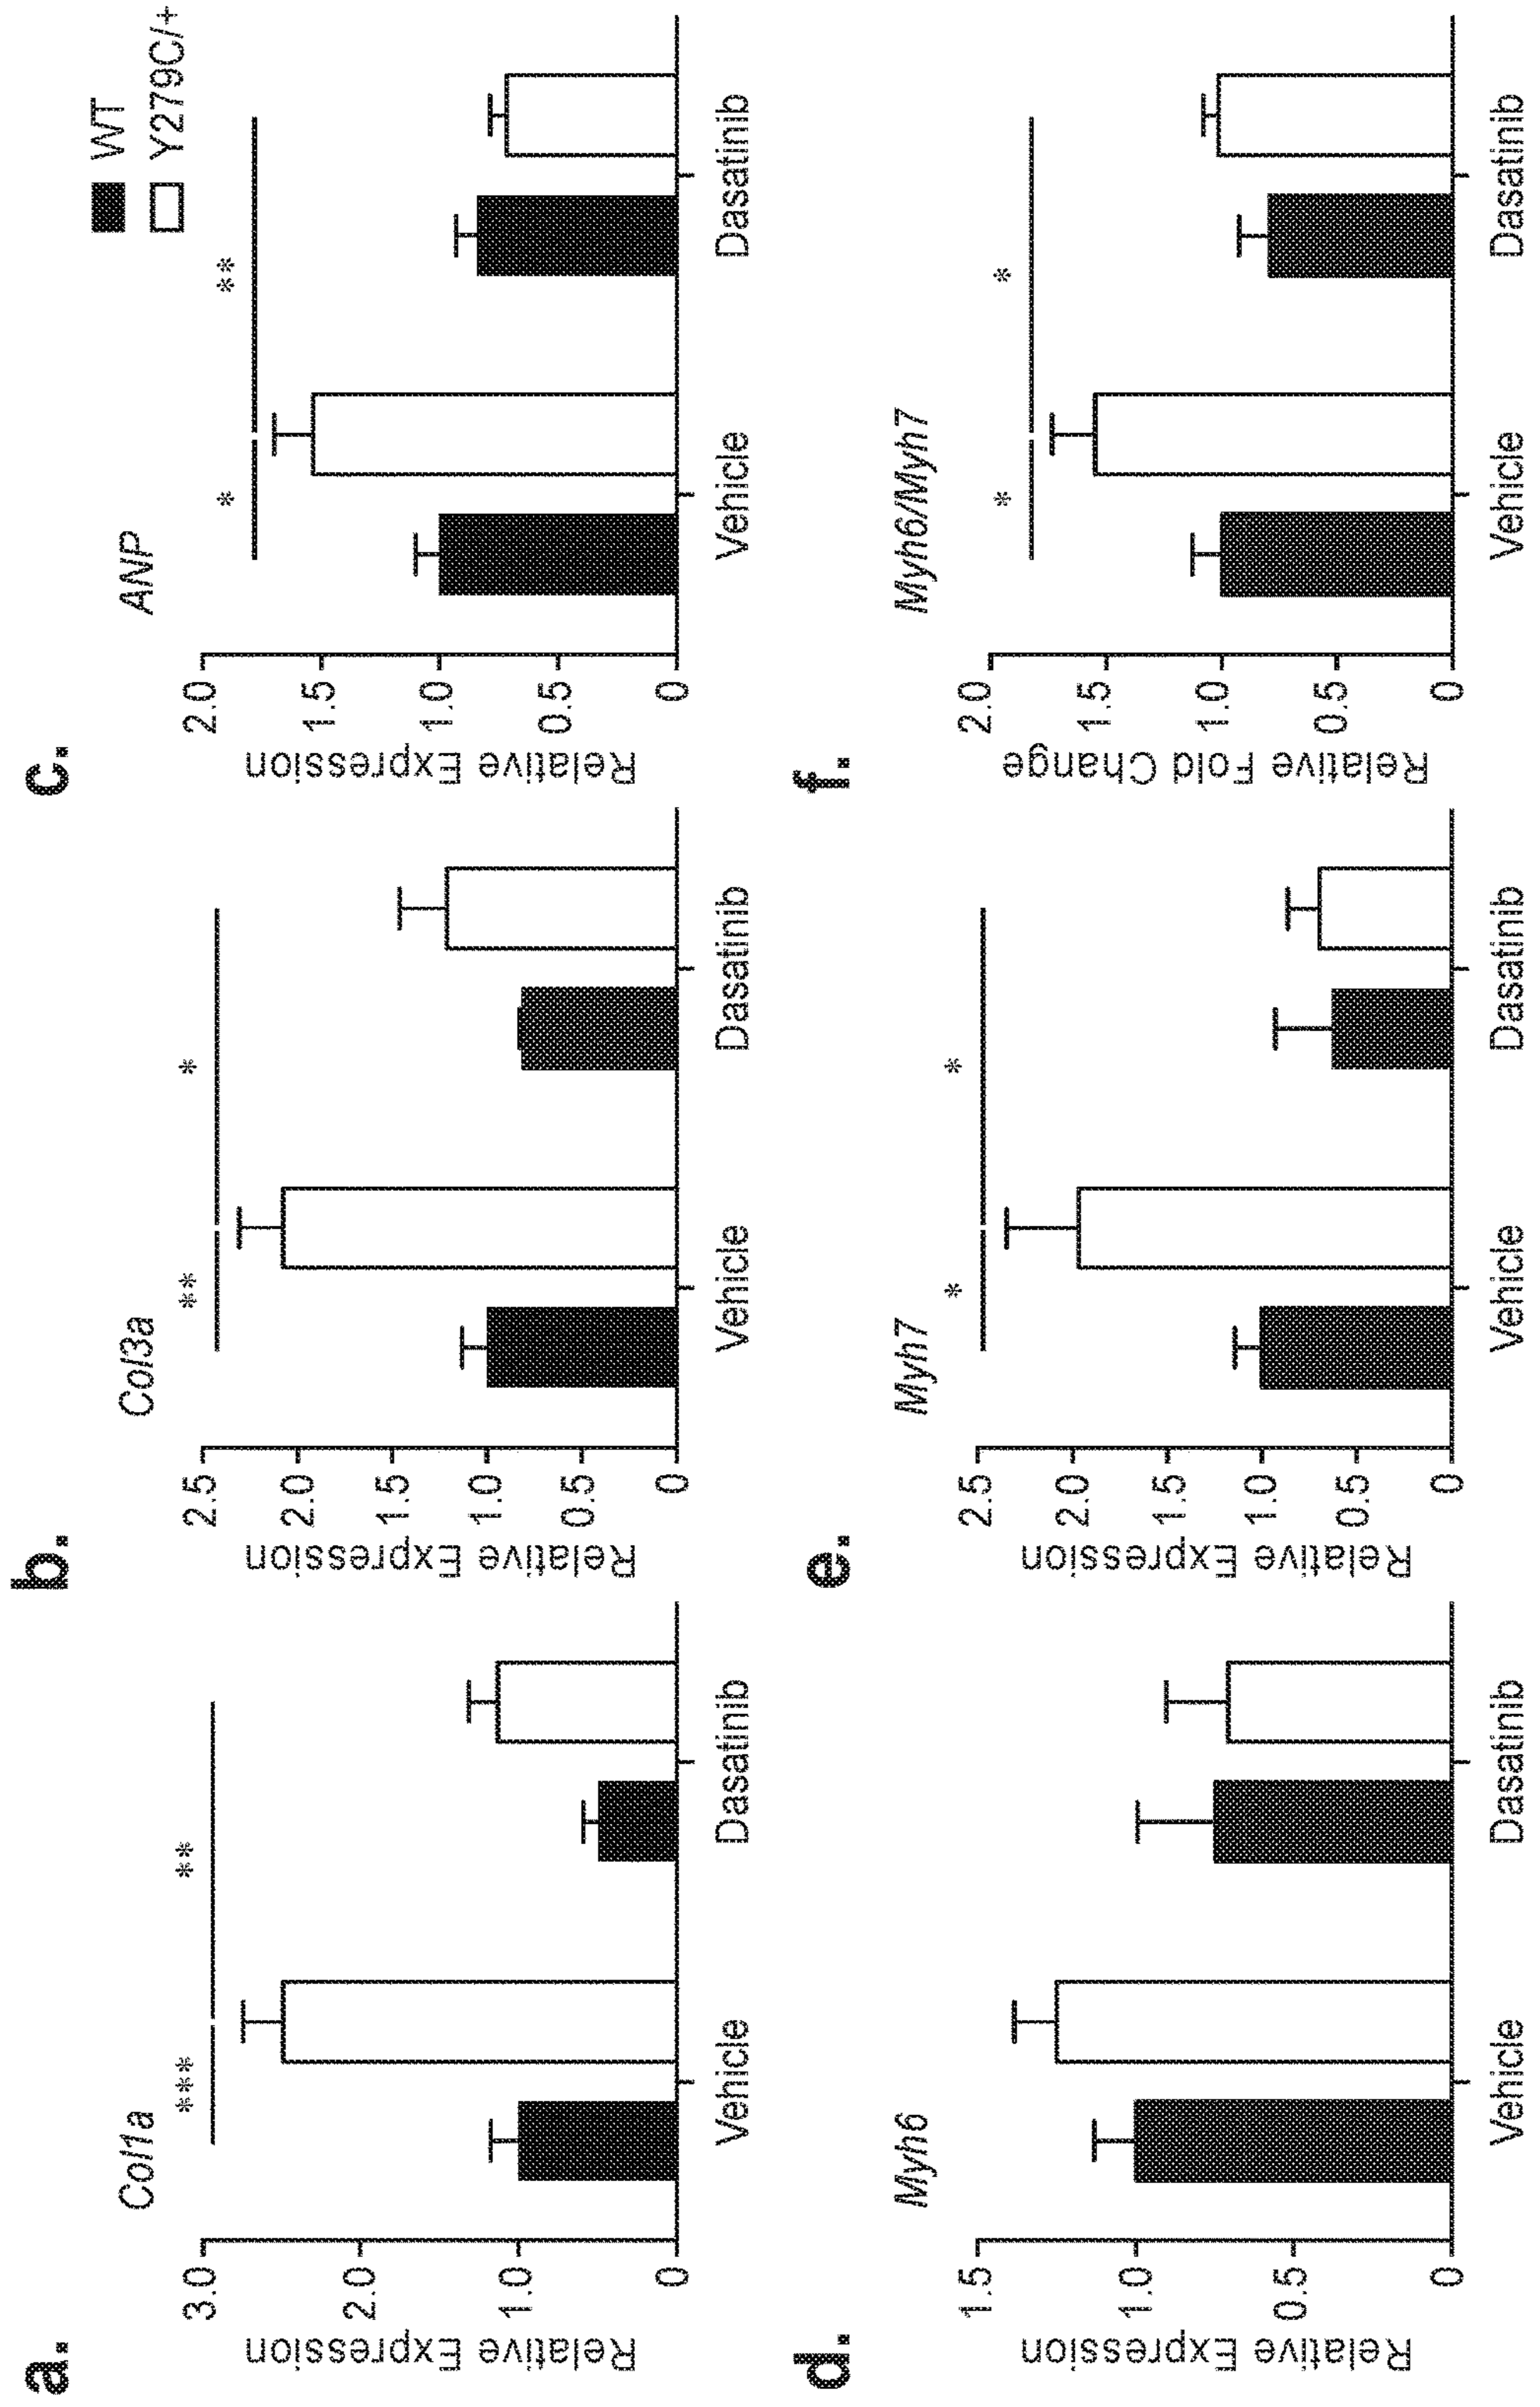 WT
Y279C/+
a.
Col1a
*** **
Relative Expression
3.0
2.0
1.0
0
Vehicle Dasatinib
b.
Col3a
** *
Relative Expression
2.5
2.0
1.5
1.0
0.5
0
Vehicle Dasatinib
c.
ANP
* **
Relative Expression
2.0
1.5
1.0
0.5
0
Vehicle Dasatinib
d.
Myh6
Relative Expression
1.5
1.0
0.5
0
Vehicle Dasatinib
e.
Myh7
* *
Relative Expression
2.5
2.0
1.5
1.0
0.5
0
Vehicle Dasatinib
f.
Myh6/Myh7
* *
Relative Fold Change
2.0
1.5
1.0
0.5
0
Vehicle Dasatinib